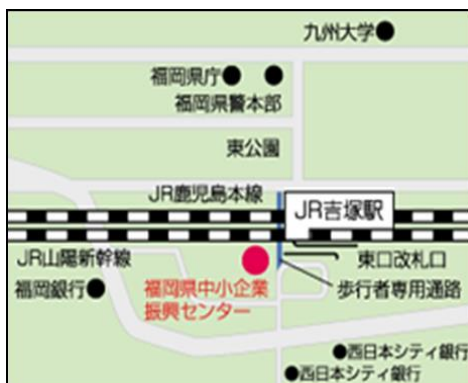 九州大学
福岡県庁
福岡県警本部
東公園
JR鹿児島本線
JR吉塚駅
JR山陽新幹線
東口改札口
福岡銀行
福岡県中小企業
振興センター
歩行者専用通路
西日本シティ銀行
西日本シティ銀行